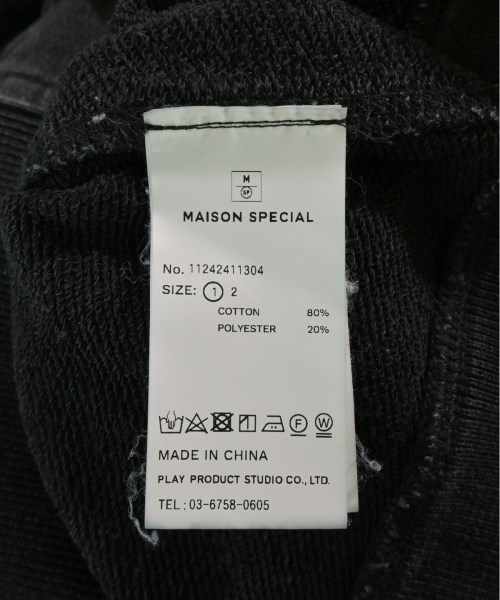 M
SP
MAISON SPECIAL
No. 11242411304
SIZE: 1 2
COTTON 80%
POLYESTER 20%
F W
MADE IN CHINA
PLAY PRODUCT STUDIO CO., LTD.
TEL: 03-6758-0605